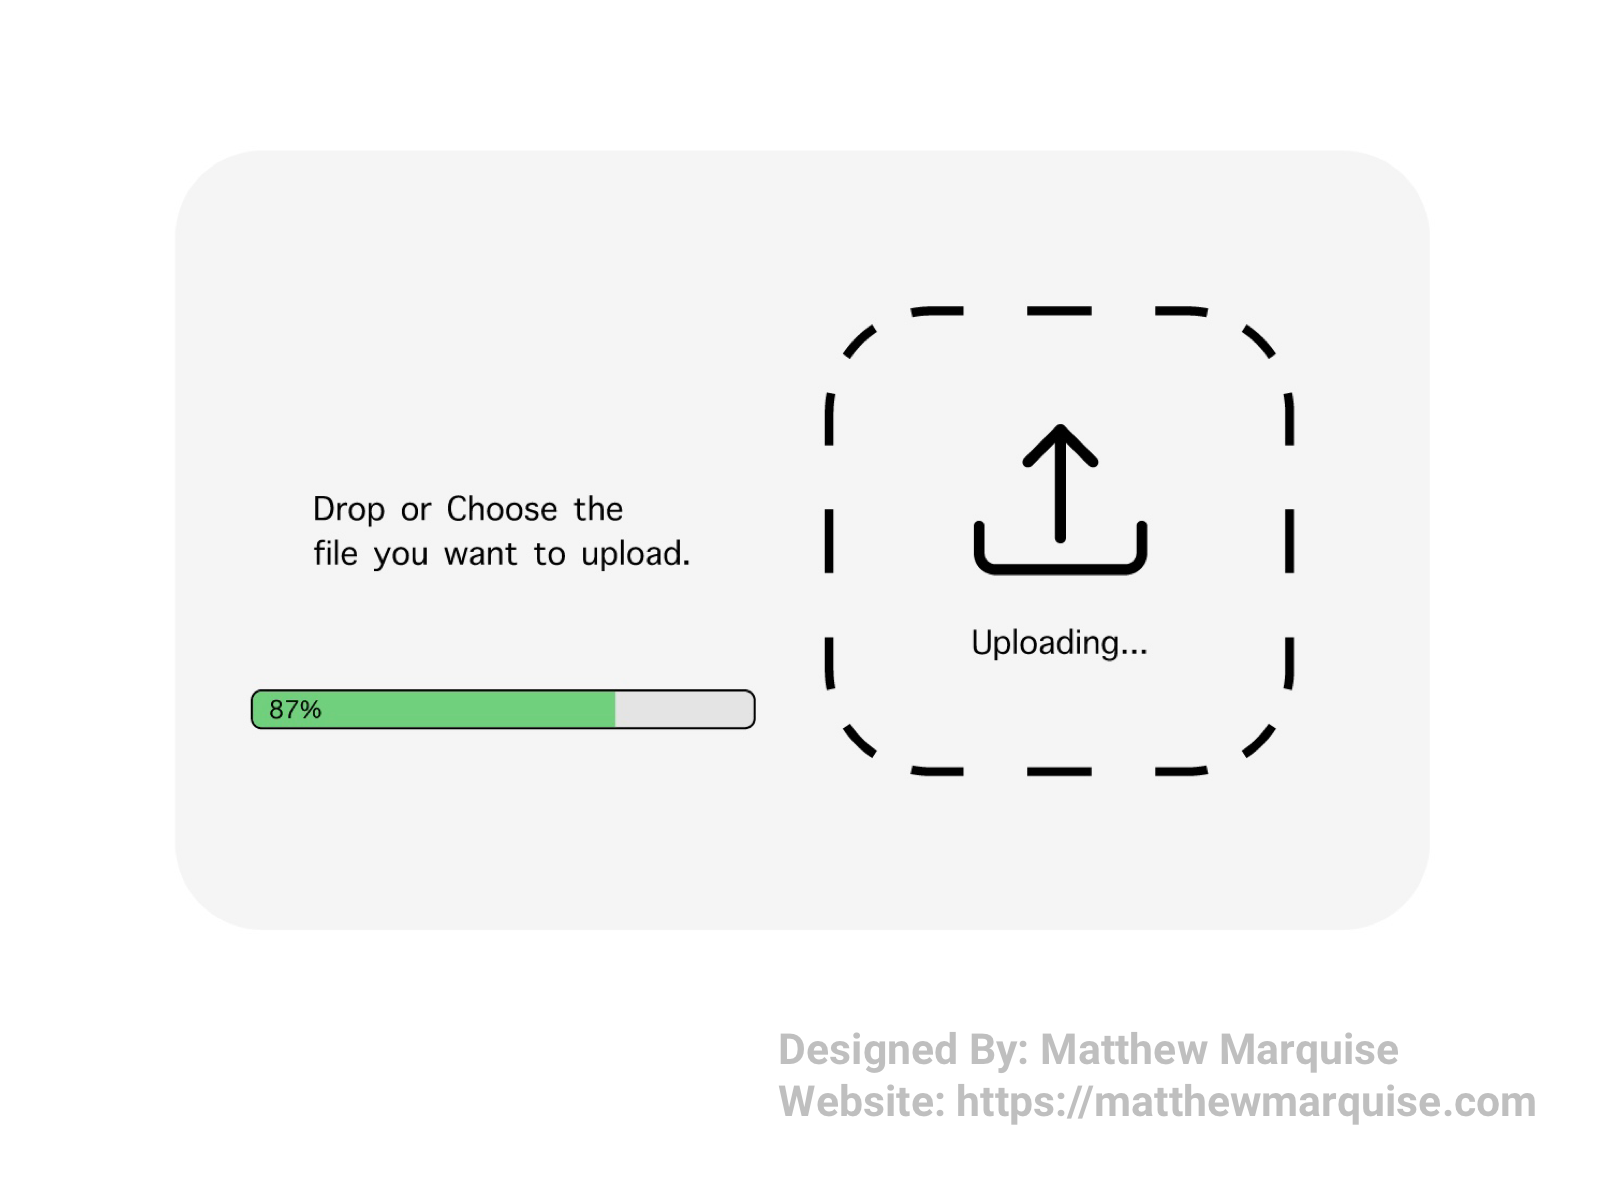 Drop or Choose the
file you want to upload.
87%
Uploading...
Designed By: Matthew Marquise
Website: https://matthewmarquise.com